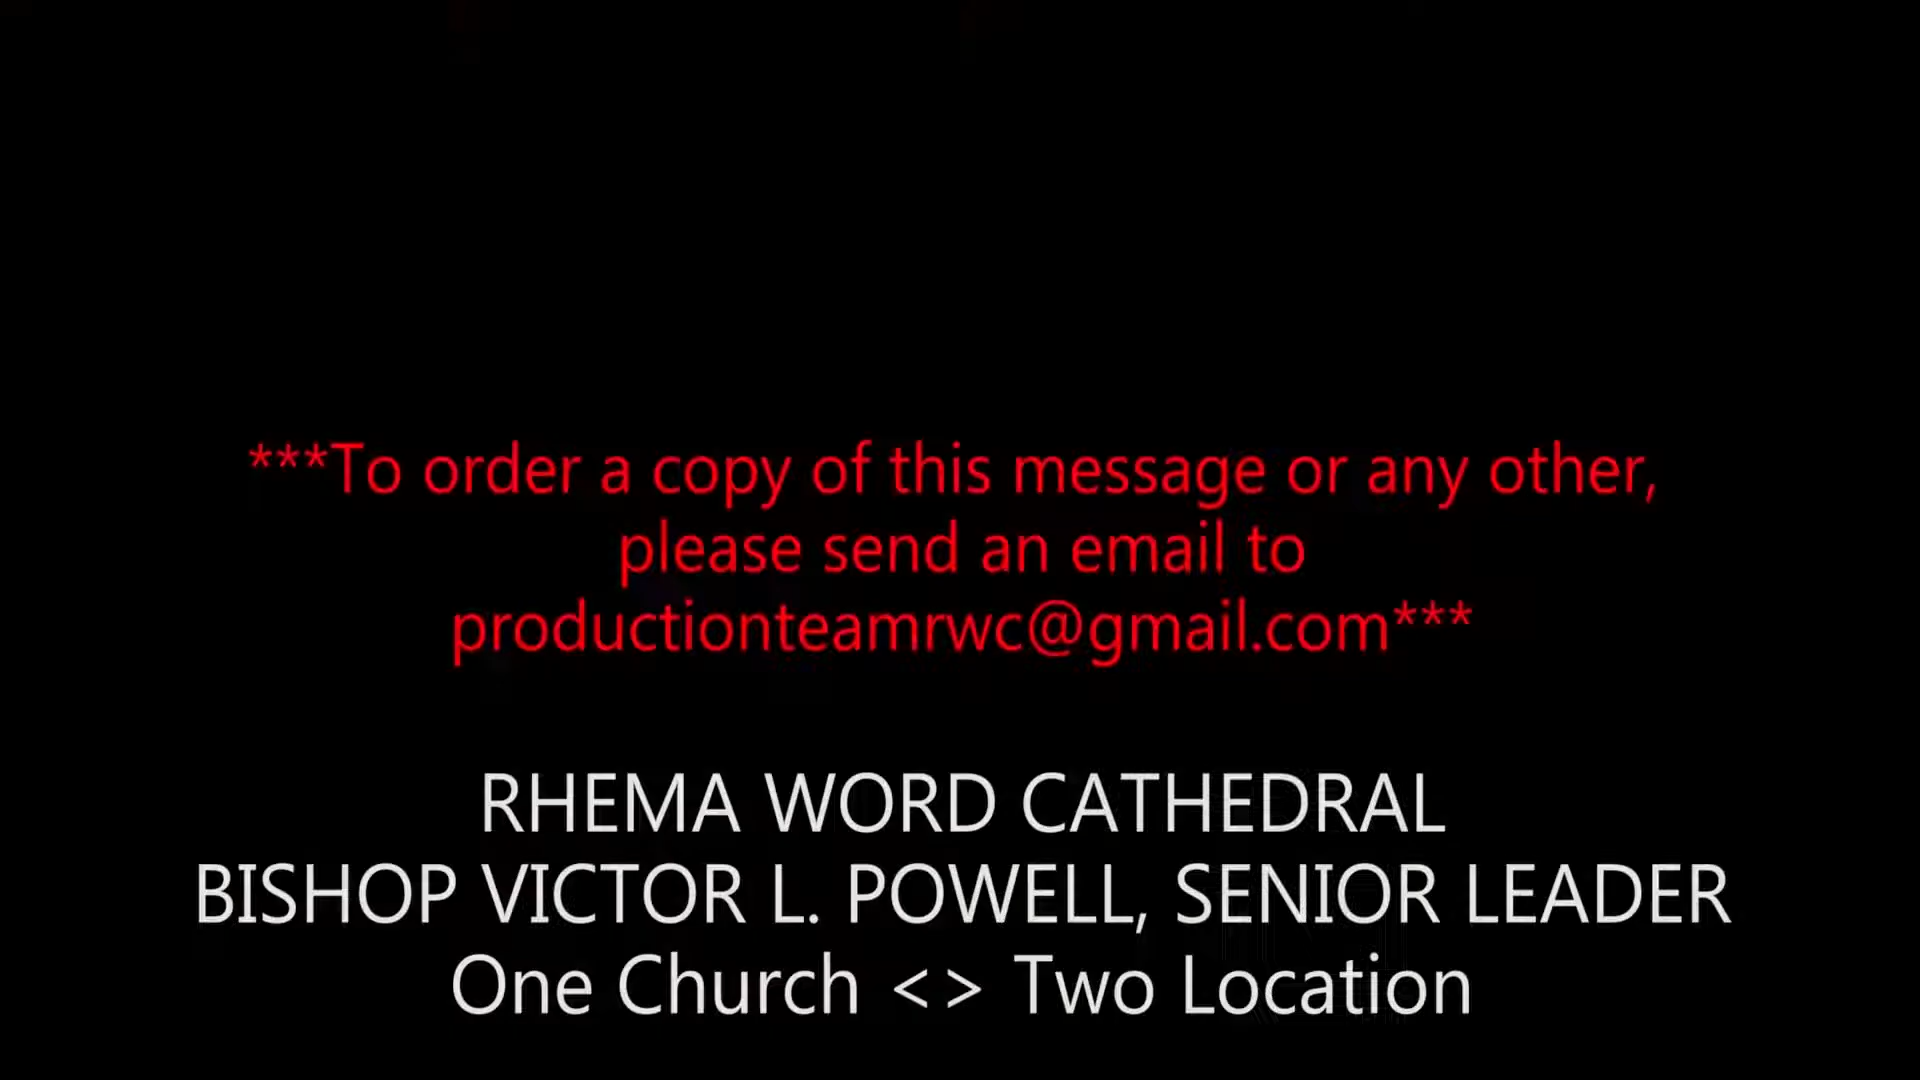 ***To order a copy of this message or any other,
please send an email to
productionteamrwc@gmail.com***
RHEMA WORD CATHEDRAL
BISHOP VICTOR L. POWELL, SENIOR LEADER
One Church <> Two Location